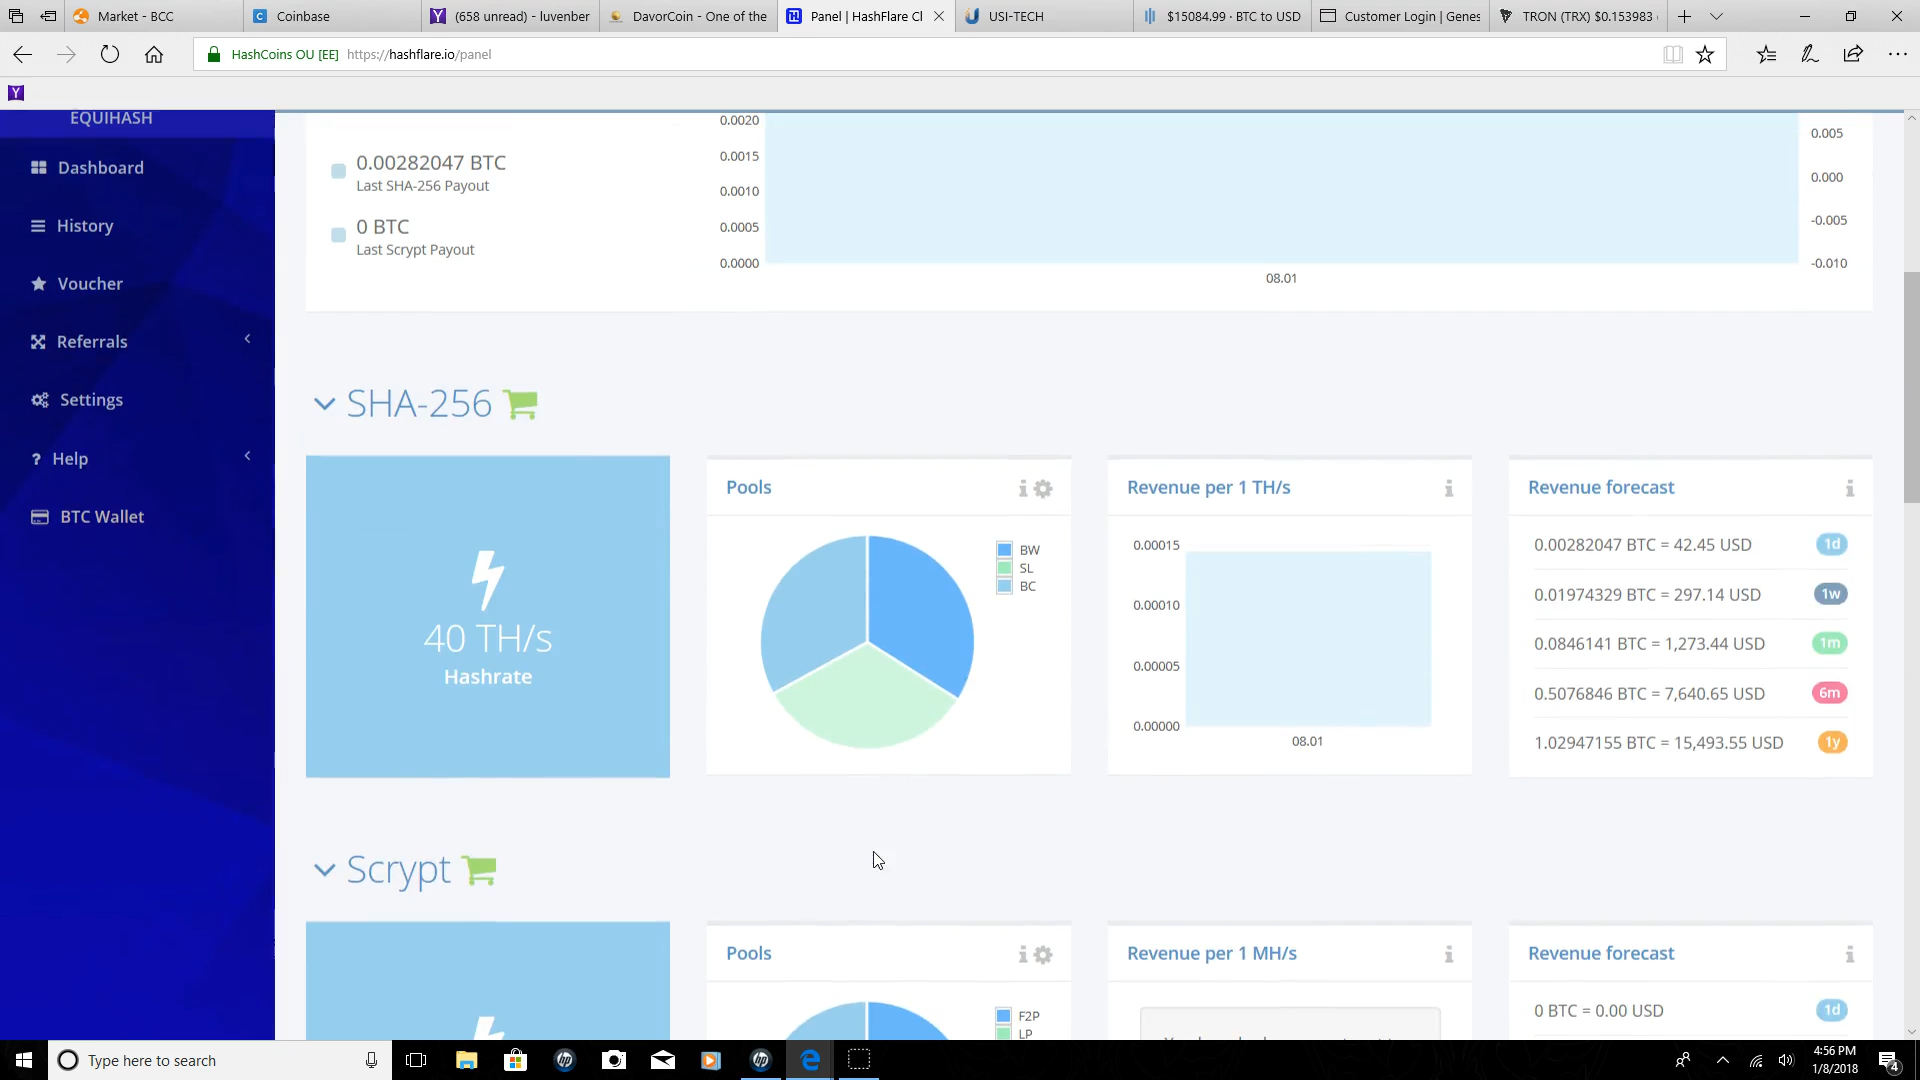 Market - BCC
Coinbase
(658 unread) - luvenber
DavorCoin - One of the
Panel | HashFlare Cl
USI-TECH
$15084.99 · BTC to USD
Customer Login | Genes
TRON (TRX) $0.153983
HashCoins OU [EE] https://hashflare.io/panel
EQUIHASH
Dashboard
History
Voucher
Referrals
Settings
Help
BTC Wallet
0.00282047 BTC
Last SHA-256 Payout
0 BTC
Last Scrypt Payout
0.0020
0.0015
0.0010
0.0005
0.0000
08.01
0.005
0.000
-0.005
-0.010
SHA-256
40 TH/s
Hashrate
Pools
BW
SL
BC
Revenue per 1 TH/s
0.00015
0.00010
0.00005
0.00000
08.01
Revenue forecast
0.00282047 BTC = 42.45 USD 1d
0.01974329 BTC = 297.14 USD 1w
0.0846141 BTC = 1,273.44 USD 1m
0.5076846 BTC = 7,640.65 USD 6m
1.02947155 BTC = 15,493.55 USD 1y
Scrypt
Pools
F2P
LP
Revenue per 1 MH/s
Revenue forecast
0 BTC = 0.00 USD 1d
Type here to search
4:56 PM
1/8/2018
4